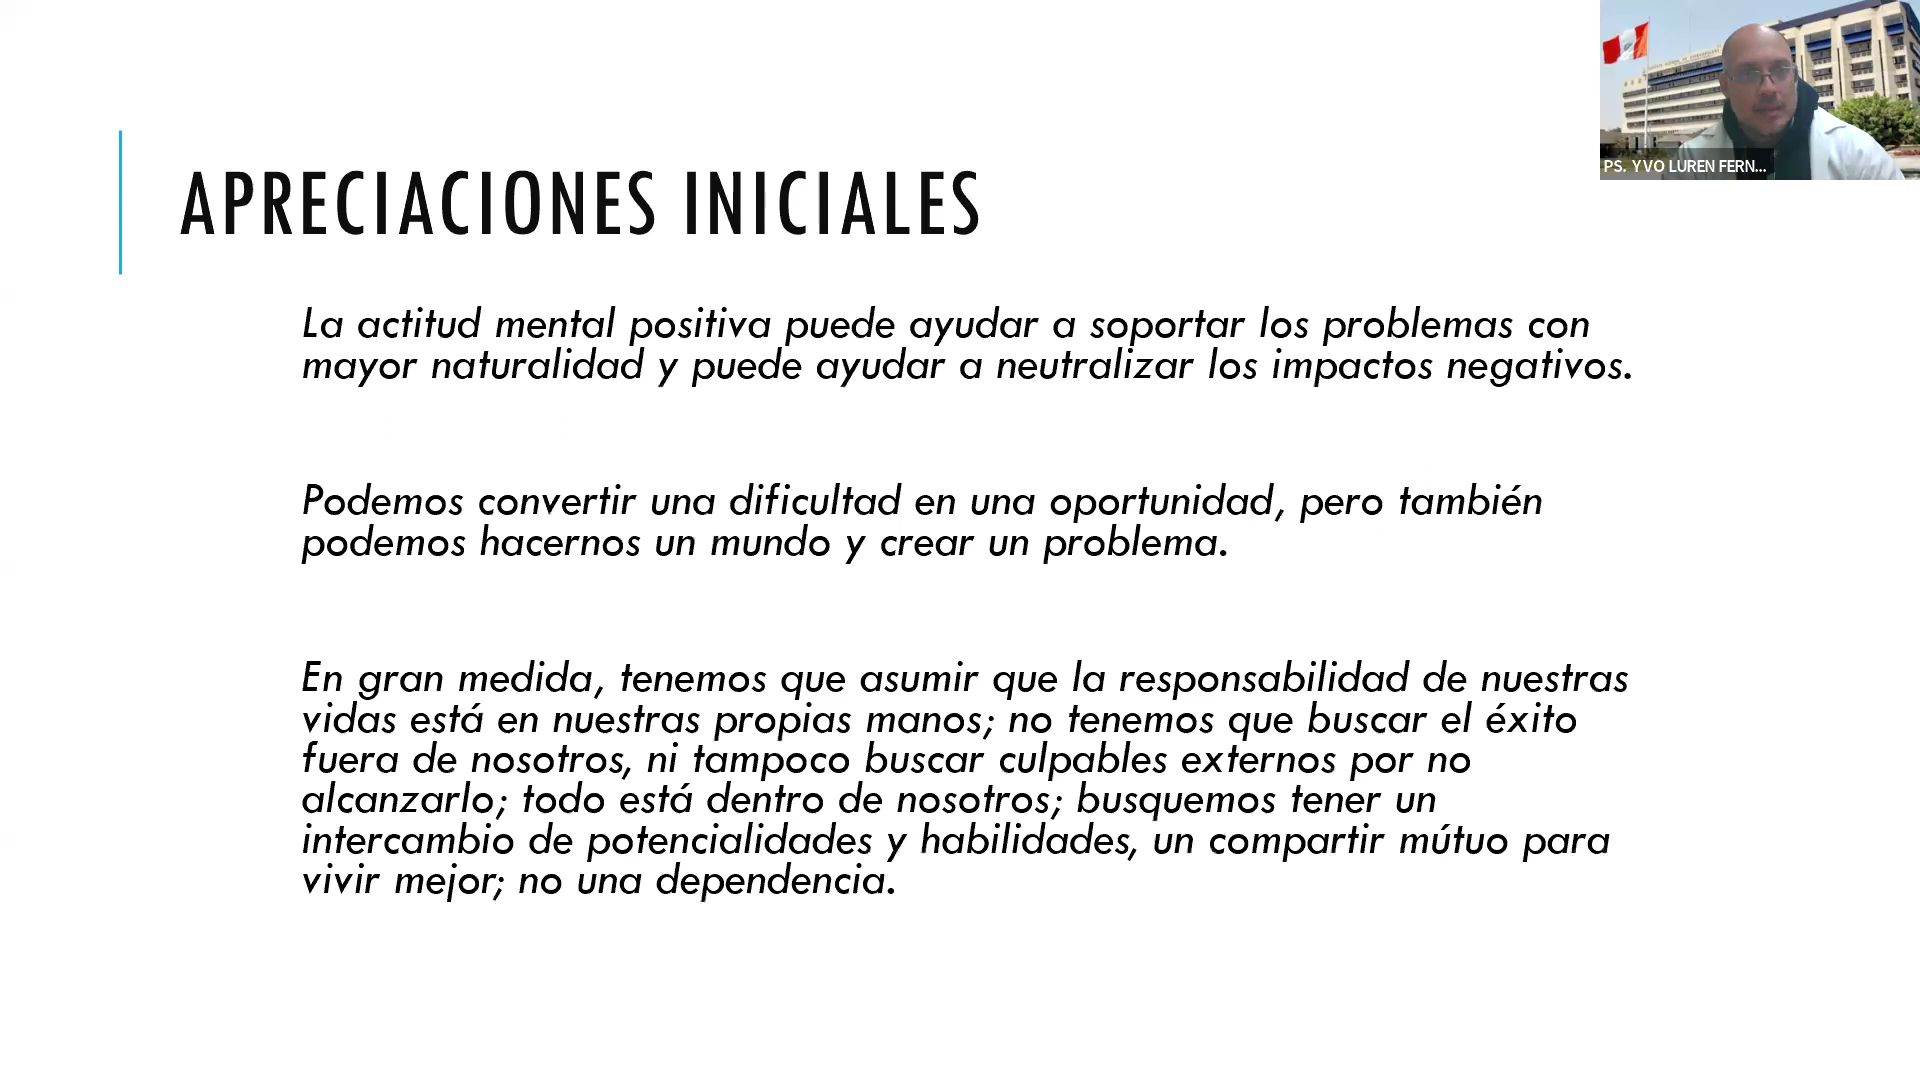 PS. YVO LUREN FERN...
APRECIACIONES INICIALES
La actitud mental positiva puede ayudar a soportar los problemas con
mayor naturalidad y puede ayudar a neutralizar los impactos negativos.
Podemos convertir una dificultad en una oportunidad, pero también
podemos hacernos un mundo y crear un problema.
En gran medida, tenemos que asumir que la responsabilidad de nuestras
vidas está en nuestras propias manos; no tenemos que buscar el éxito
fuera de nosotros, ni tampoco buscar culpables externos por no
alcanzarlo; todo está dentro de nosotros; busquemos tener un
intercambio de potencialidades y habilidades, un compartir mútuo para
vivir mejor; no una dependencia.